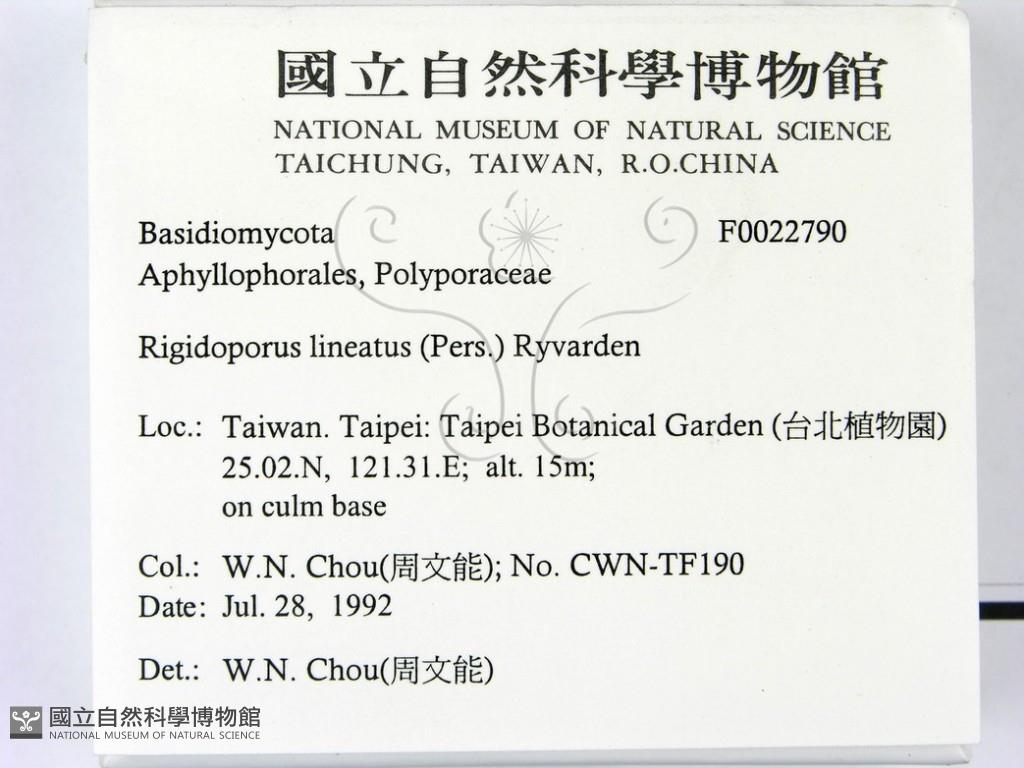 國立自然科學博物館
NATIONAL MUSEUM OF NATURAL SCIENCE
TAICHUNG, TAIWAN, R.O.CHINA
Basidiomycota F0022790
Aphyllophorales, Polyporaceae
Rigidoporus lineatus (Pers.) Ryvarden
Loc.: Taiwan. Taipei: Taipei Botanical Garden (台北植物園)
25.02.N, 121.31.E; alt. 15m;
on culm base
Col.: W.N. Chou(周文能); No. CWN-TF190
Date: Jul. 28, 1992
Det.: W.N. Chou(周文能)
國立自然科學博物館
NATIONAL MUSEUM OF NATURAL SCIENCE